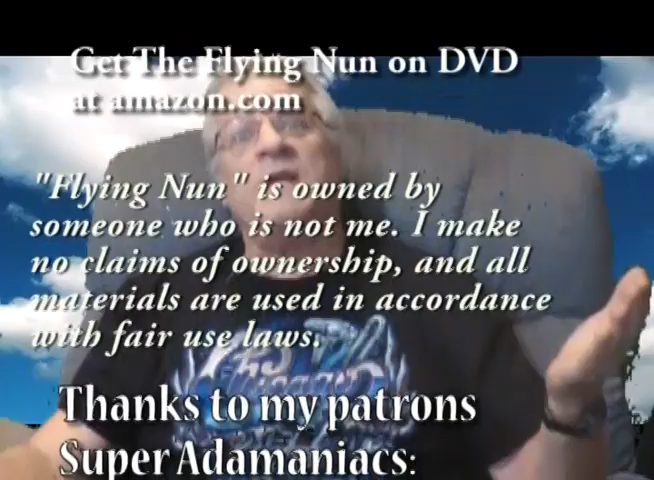 Get The Flying Nun on DVD
at amazon.com
"Flying Nun" is owned by
someone who is not me. I make
no claims of ownership, and all
materials are used in accordance
with fair use laws.
Thanks to my patrons
Super Adamaniacs: